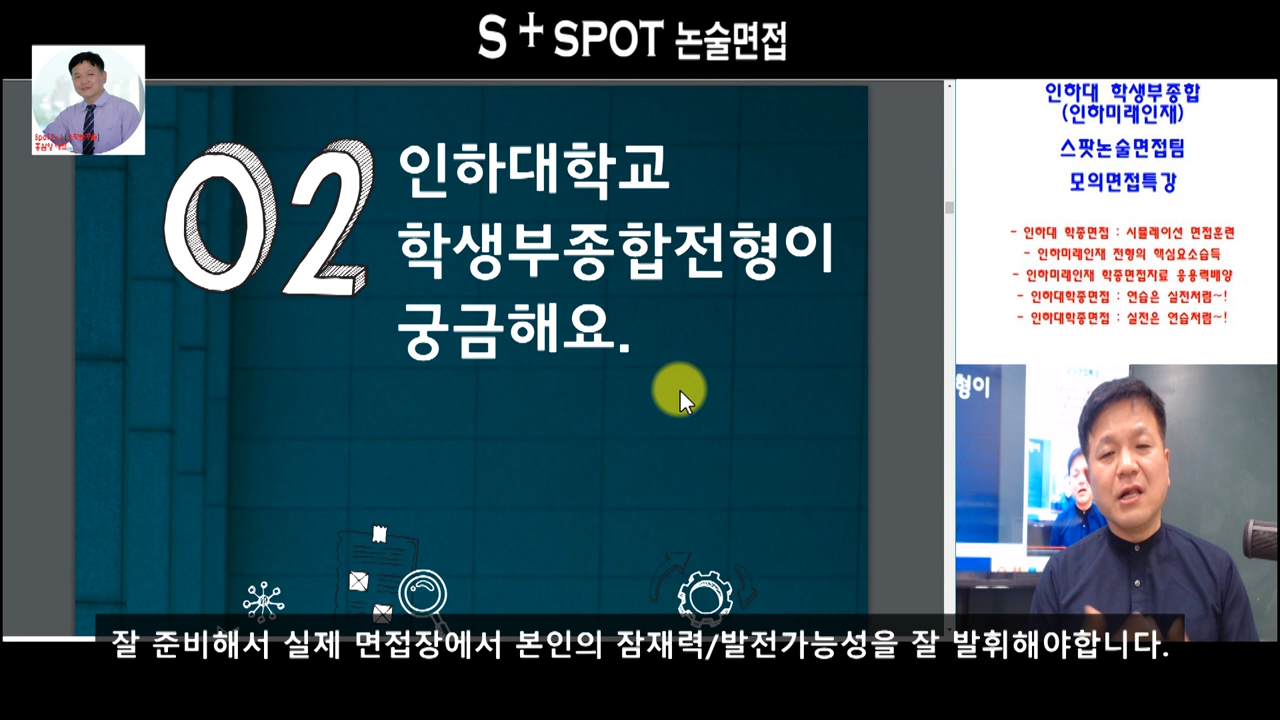 S+SPOT 논술면접
02
인하대학교
학생부종합전형이
궁금해요.
인하대 학생부종합
(인하미래인재)
스팟논술면접팀
모의면접특강
- 인하대 학종면접 : 시뮬레이션 면접훈련
- 인하미래인재 전형의 핵심요소습득
- 인하미래인재 학종면접자료 응용력배양
- 인하대학종면접 : 연습은 실전처럼~!
- 인하대학종면접 : 실전은 연습처럼~!
형이
잘 준비해서 실제 면접장에서 본인의 잠재력/발전가능성을 잘 발휘해야합니다.